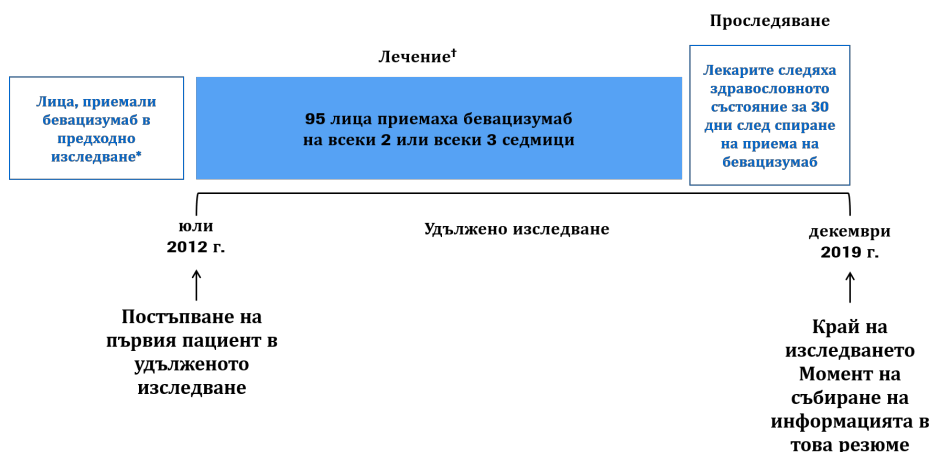 Проследяване
Лечение†
Лица, приемали
бевацизумаб в
предходно
изследване*
95 лица приемаха бевацизумаб
на всеки 2 или всеки 3 седмици
Лекарите следяха
здравословното
състояние за 30
дни след спиране
на приема на
бевацизумаб
юли
2012 г.
Удължено изследване
декември
2019 г.
Постъпване на
първия пациент в
удълженото
изследване
Край на
изследването
Момент на
събиране на
информацията в
това резюме